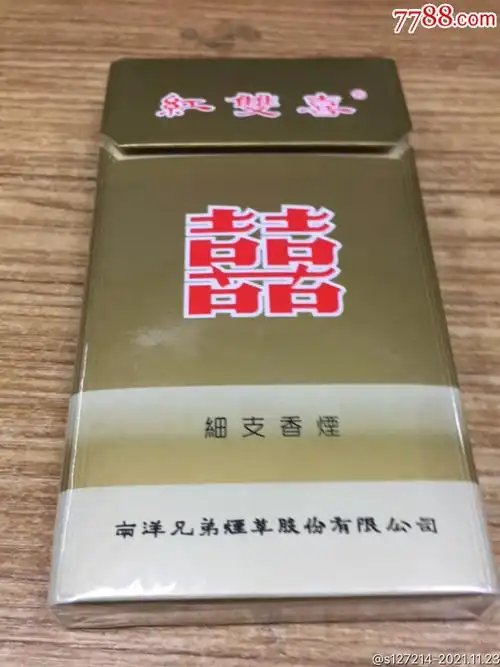 7788.com
紅雙喜®
囍
細支香煙
南洋兄弟煙草股份有限公司
@s127214-2021.11.23